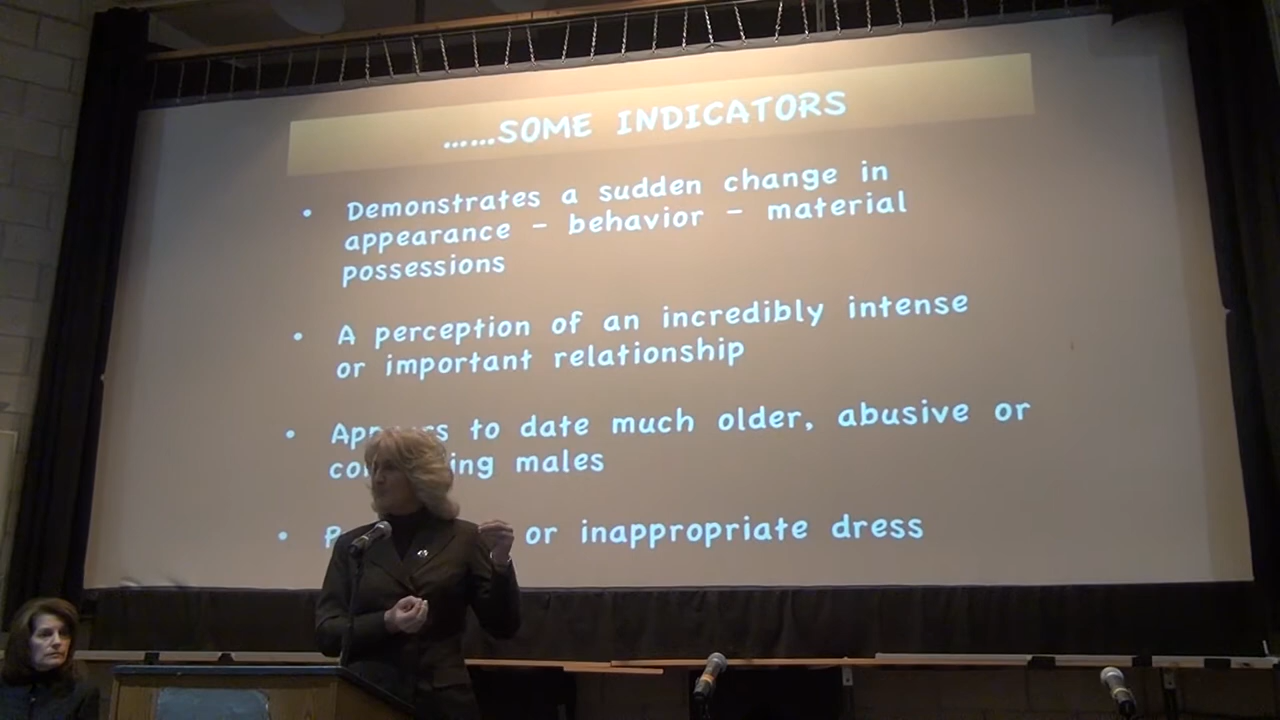 ......SOME INDICATORS
• Demonstrates a sudden change in
appearance - behavior - material
possessions
• A perception of an incredibly intense
or important relationship
• to date much older, abusive or
males
• or inappropriate dress